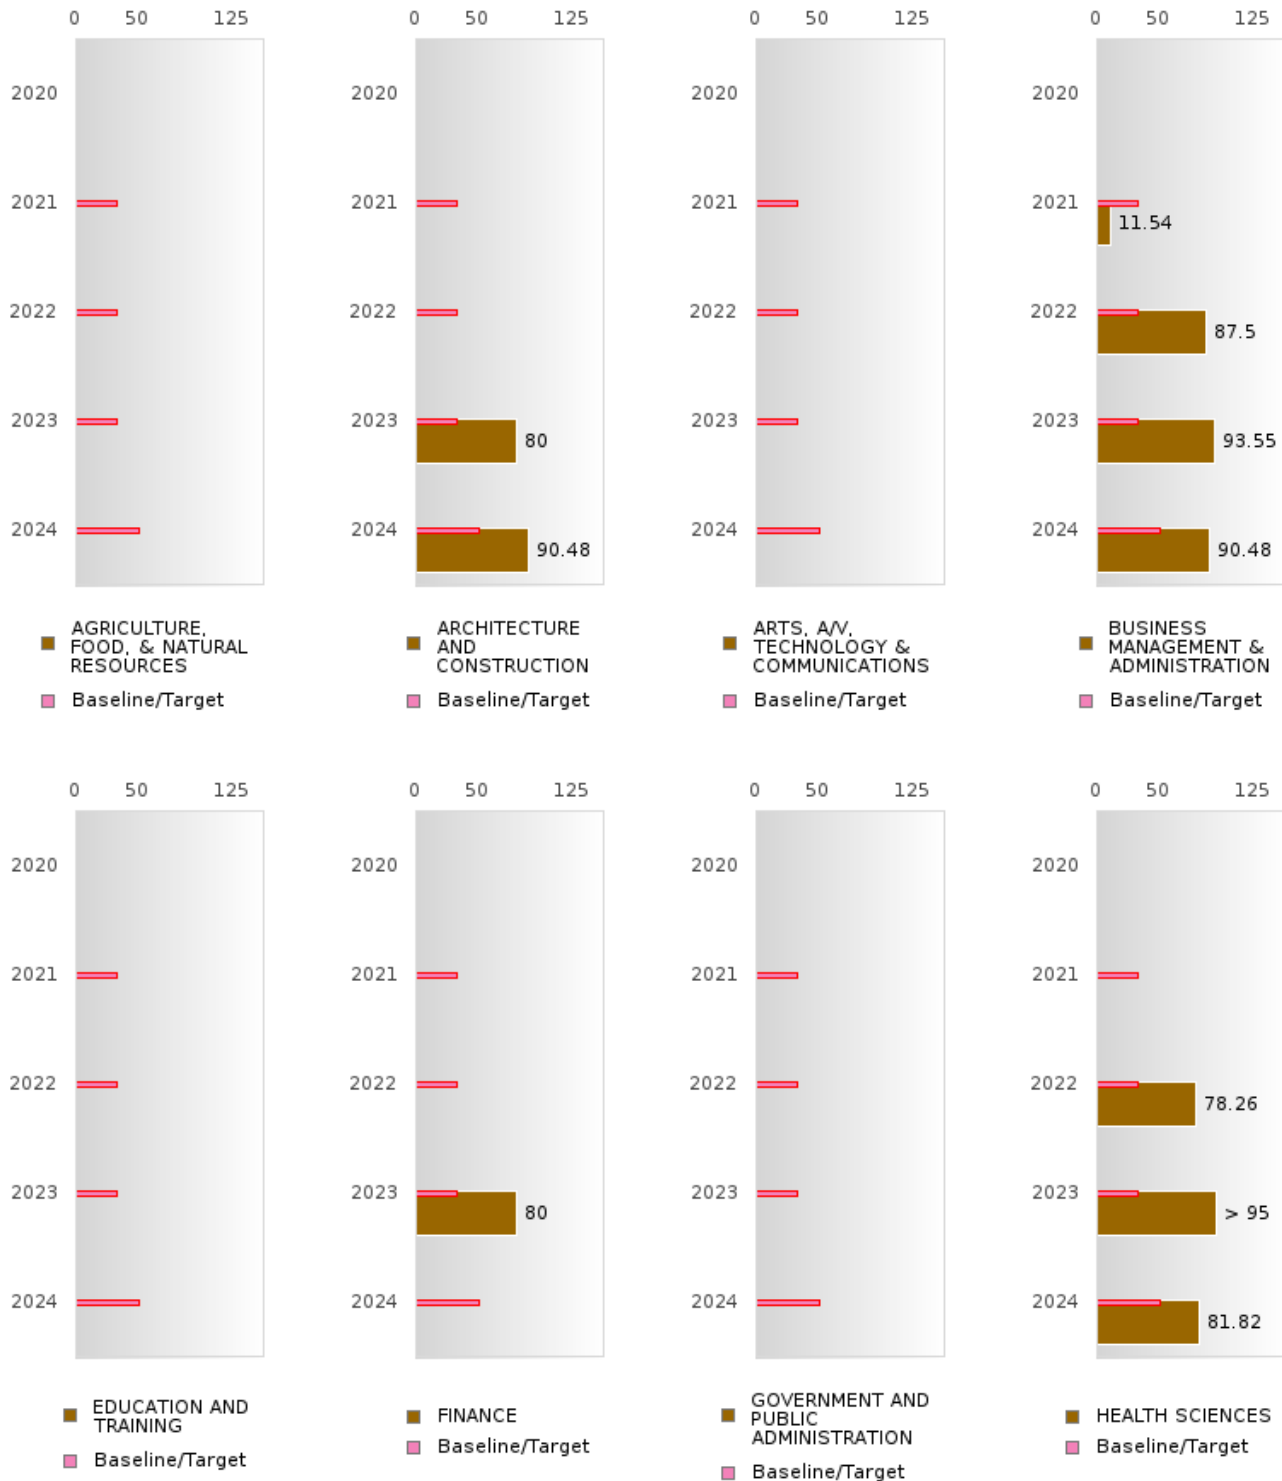 0 50 125 0 50 125 0 50 125 0 50 125
2020 2020 2020 2020
2021 2021 2021 2021
11.54
2022 2022 2022 2022
87.5
2023 2023 2023 2023
80 93.55
2024 2024 2024 2024
90.48 90.48
AGRICULTURE,
FOOD, & NATURAL
RESOURCES
Baseline/Target
ARCHITECTURE
AND
CONSTRUCTION
Baseline/Target
ARTS, A/V,
TECHNOLOGY &
COMMUNICATIONS
Baseline/Target
BUSINESS
MANAGEMENT &
ADMINISTRATION
Baseline/Target
0 50 125 0 50 125 0 50 125 0 50 125
2020 2020 2020 2020
2021 2021 2021 2021
2022 2022 2022 2022
78.26
2023 2023 2023 2023
80 > 95
2024 2024 2024 2024
81.82
EDUCATION AND
TRAINING
Baseline/Target
FINANCE
Baseline/Target
GOVERNMENT AND
PUBLIC
ADMINISTRATION
Baseline/Target
HEALTH SCIENCES
Baseline/Target